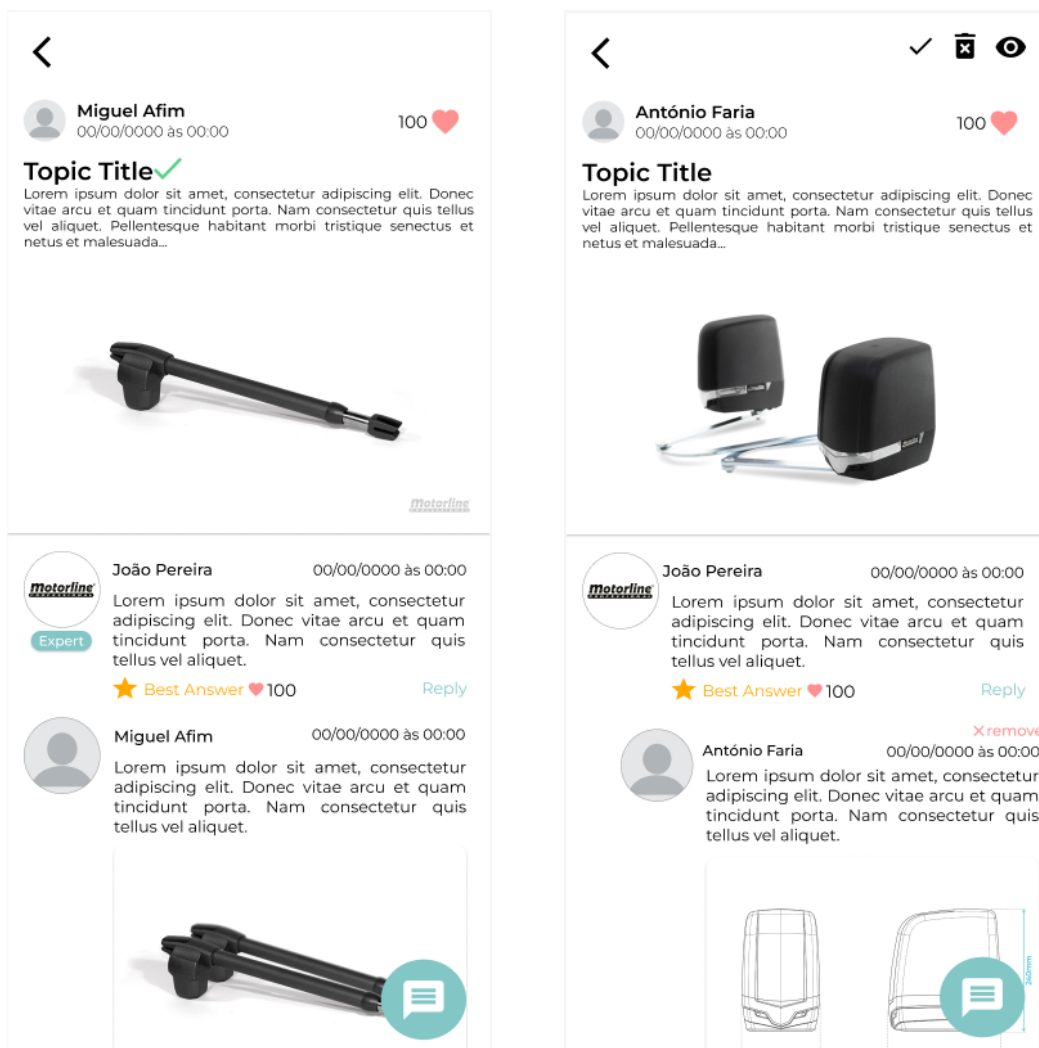 Miguel Afim
00/00/0000 às 00:00
100
Topic Title
Lorem ipsum dolor sit amet, consectetur adipiscing elit. Donec
vitae arcu et quam tincidunt porta. Nam consectetur quis tellus
vel aliquet. Pellentesque habitant morbi tristique senectus et
netus et malesuada...
motorline
PROFESSIONAL
motorline
PROFESSIONAL
Expert
João Pereira
00/00/0000 às 00:00
Lorem ipsum dolor sit amet, consectetur
adipiscing elit. Donec vitae arcu et quam
tincidunt porta. Nam consectetur quis
tellus vel aliquet.
Best Answer
100
Reply
Miguel Afim
00/00/0000 às 00:00
Lorem ipsum dolor sit amet, consectetur
adipiscing elit. Donec vitae arcu et quam
tincidunt porta. Nam consectetur quis
tellus vel aliquet.
António Faria
00/00/0000 às 00:00
100
Topic Title
Lorem ipsum dolor sit amet, consectetur adipiscing elit. Donec
vitae arcu et quam tincidunt porta. Nam consectetur quis tellus
vel aliquet. Pellentesque habitant morbi tristique senectus et
netus et malesuada...
motorline
PROFESSIONAL
João Pereira
00/00/0000 às 00:00
Lorem ipsum dolor sit amet, consectetur
adipiscing elit. Donec vitae arcu et quam
tincidunt porta. Nam consectetur quis
tellus vel aliquet.
Best Answer
100
Reply
remove
António Faria
00/00/0000 às 00:00
Lorem ipsum dolor sit amet, consectetur
adipiscing elit. Donec vitae arcu et quam
tincidunt porta. Nam consectetur quis
tellus vel aliquet.
240mm